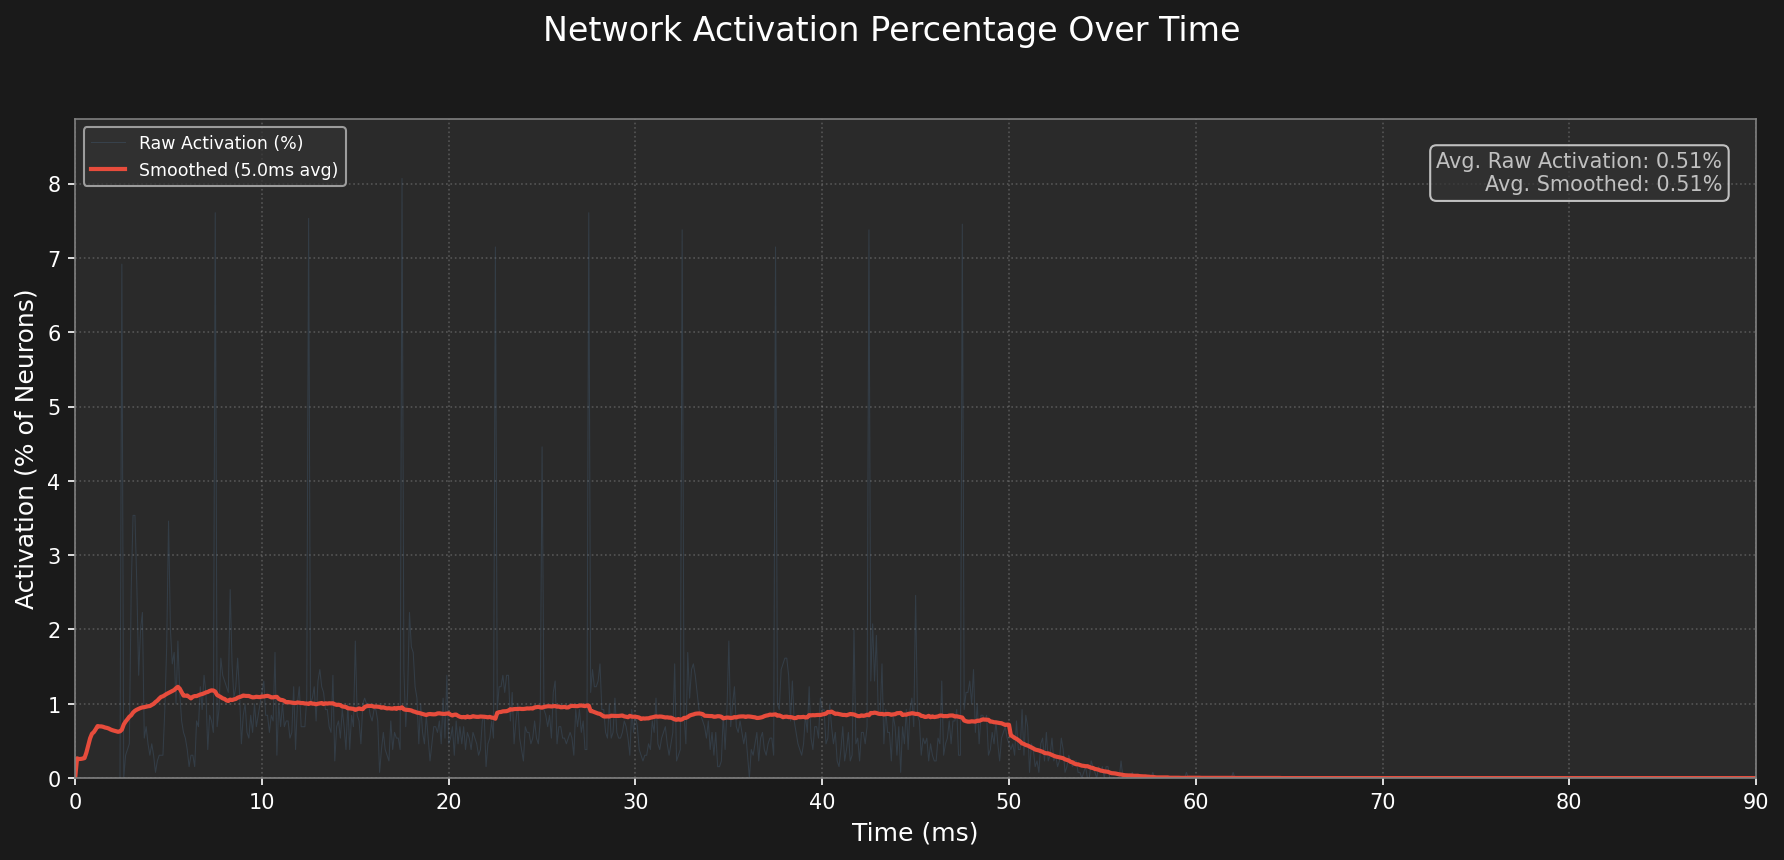 Network Activation Percentage Over Time
Raw Activation (%)
Smoothed (5.0ms avg)
Avg. Raw Activation: 0.51%
Avg. Smoothed: 0.51%
Activation (% of Neurons)
8
7
6
5
4
3
2
1
0
0 10 20 30 40 50 60 70 80 90
Time (ms)